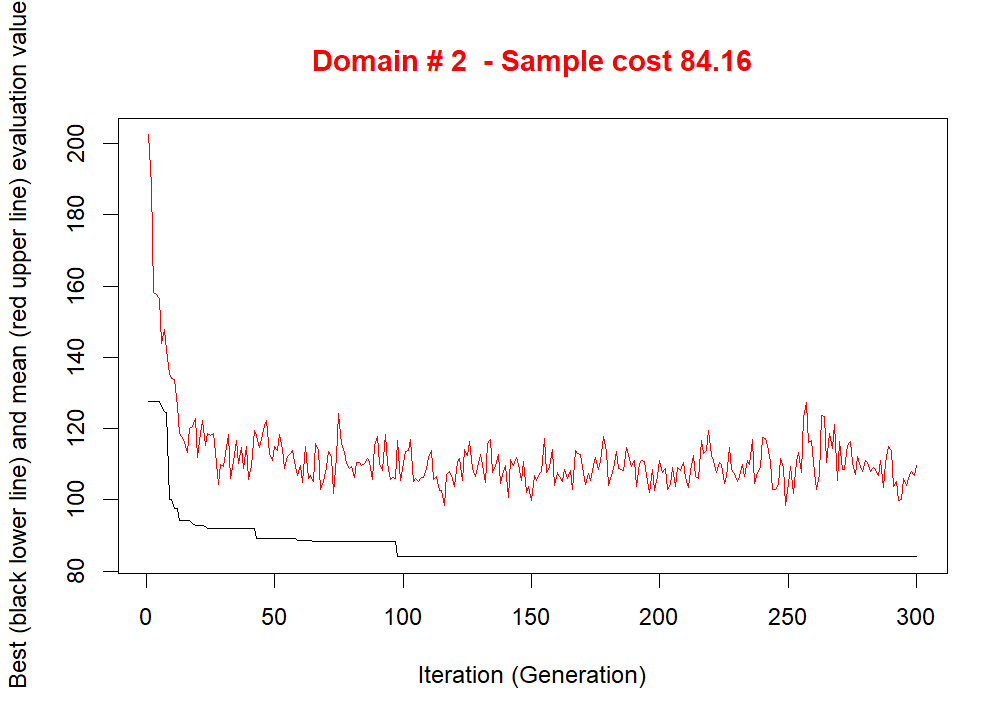 Domain # 2 - Sample cost 84.16
Best (black lower line) and mean (red upper line) evaluation value
200
180
160
140
120
100
80
0 50 100 150 200 250 300
Iteration (Generation)